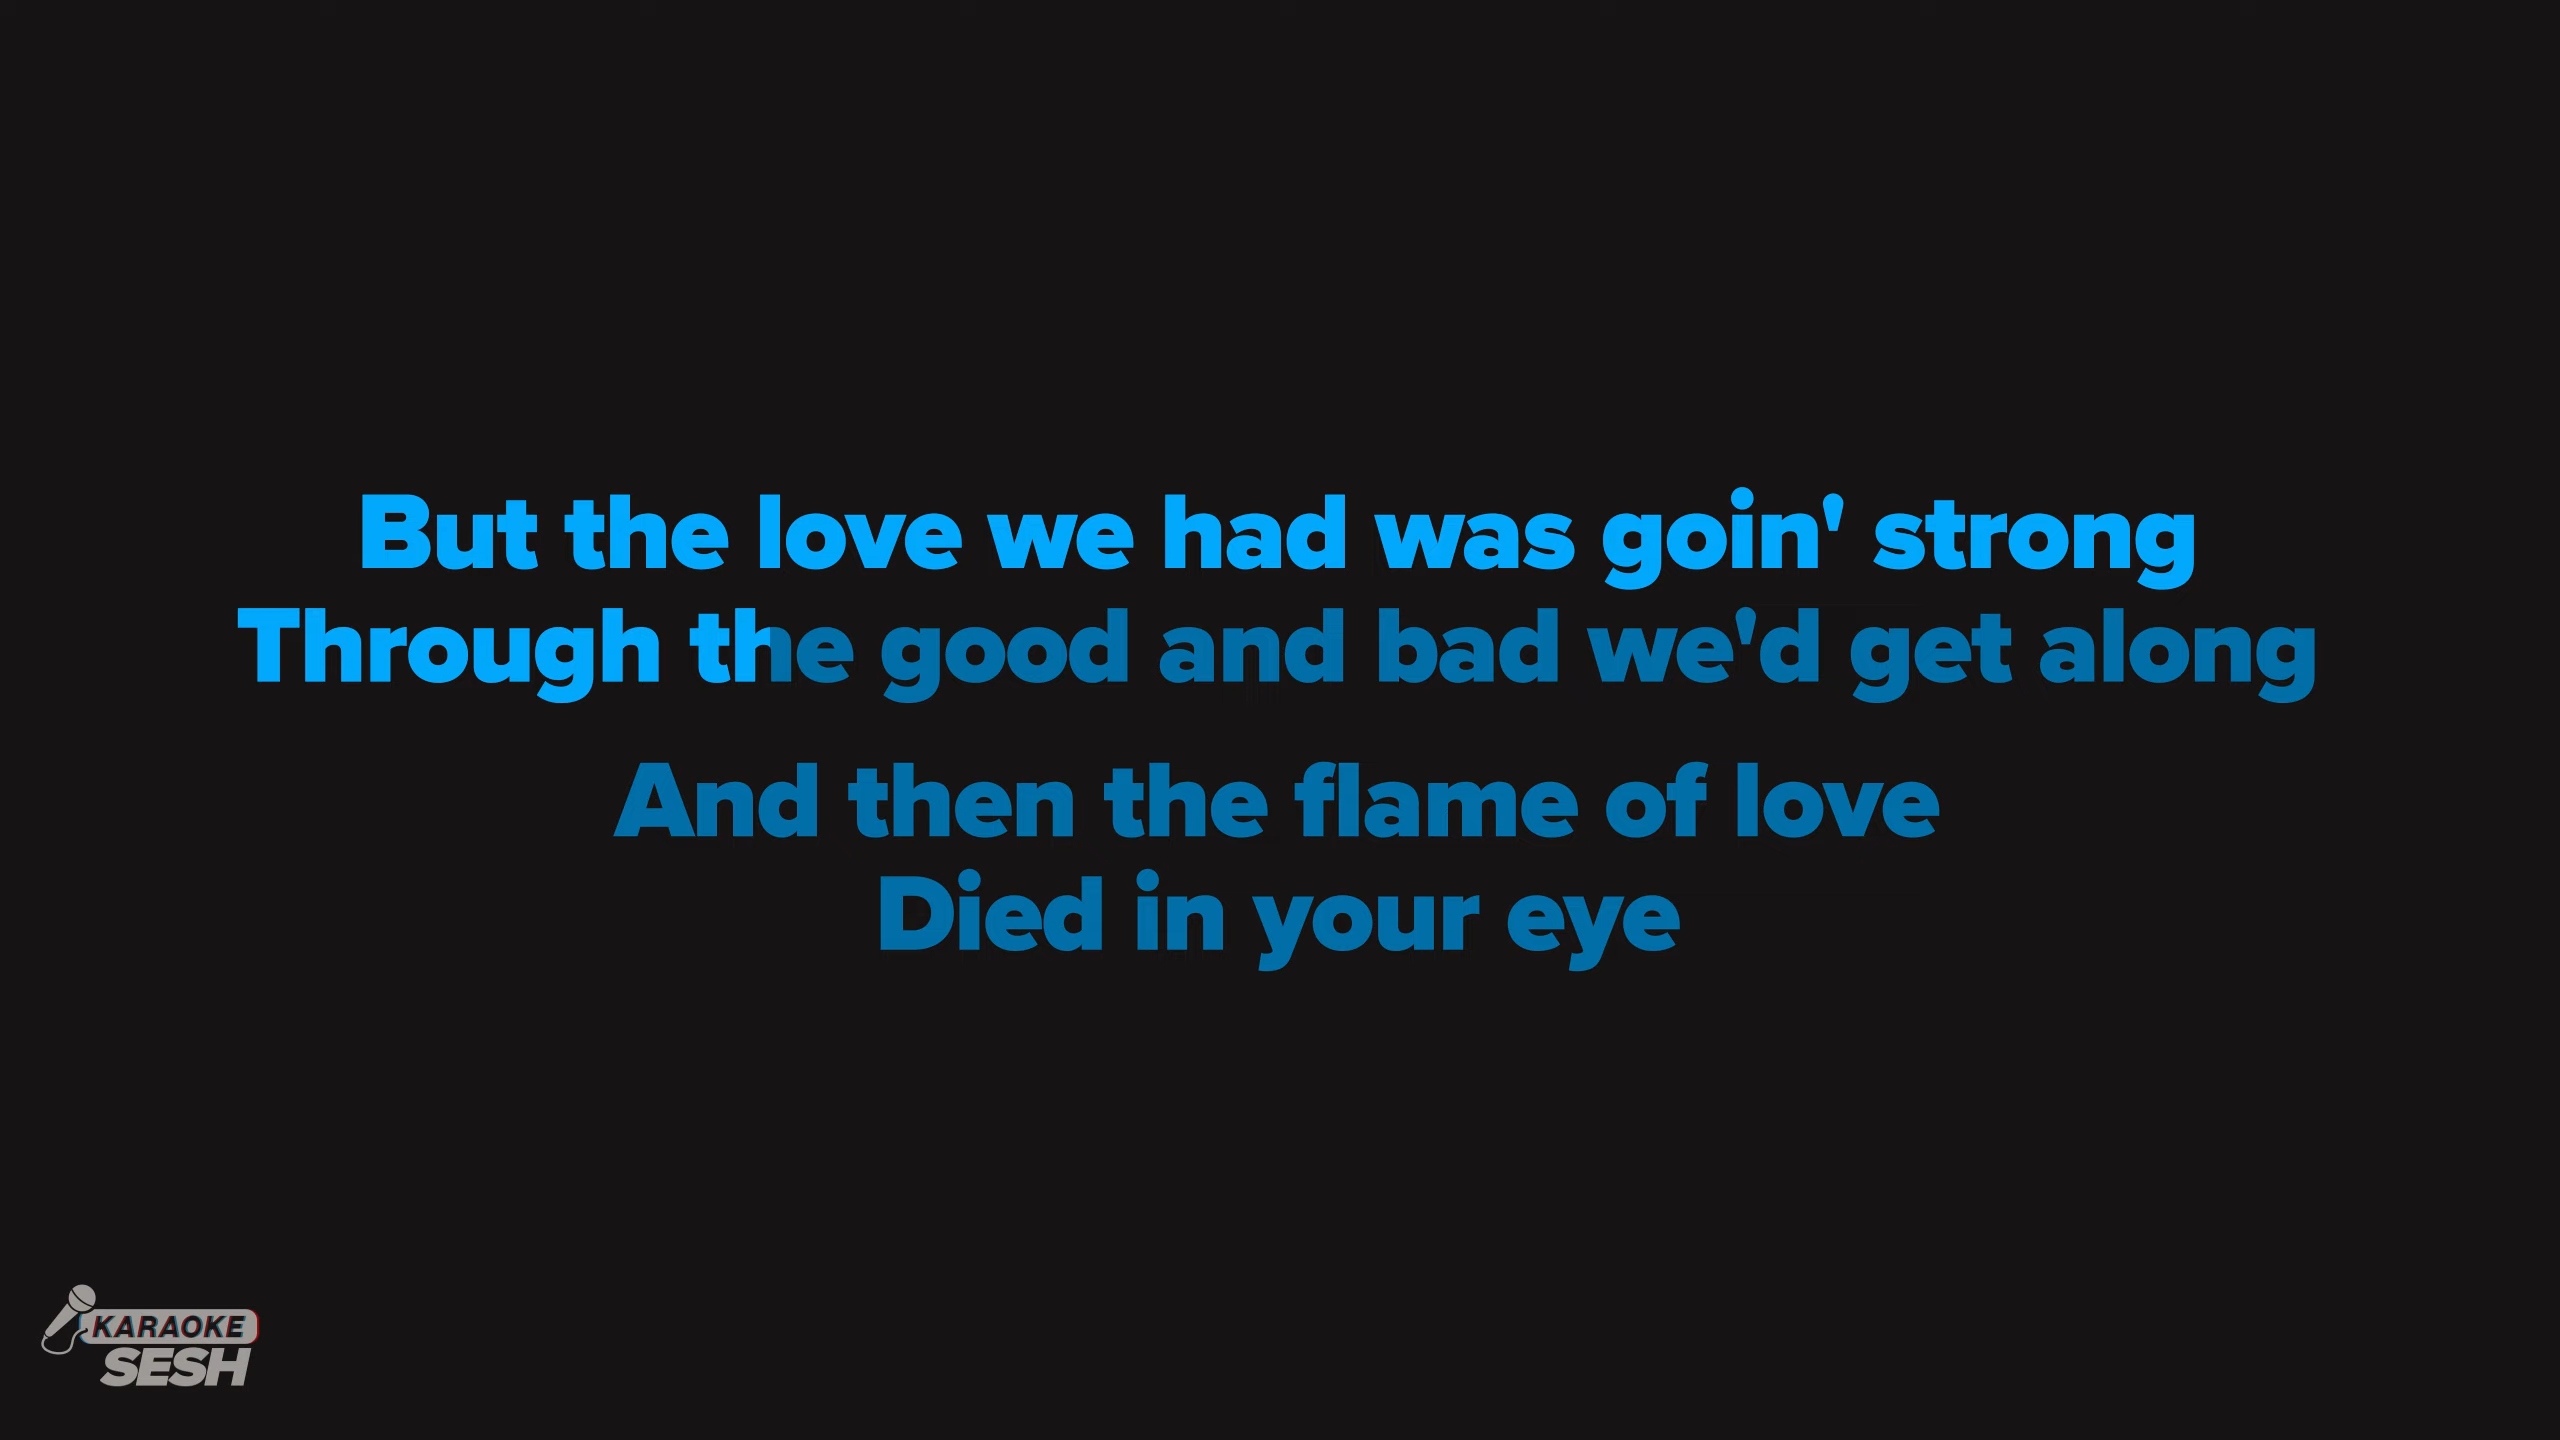 But the love we had was goin' strong
Through the good and bad we'd get along
And then the flame of love
Died in your eye
KARAOKE
SESH